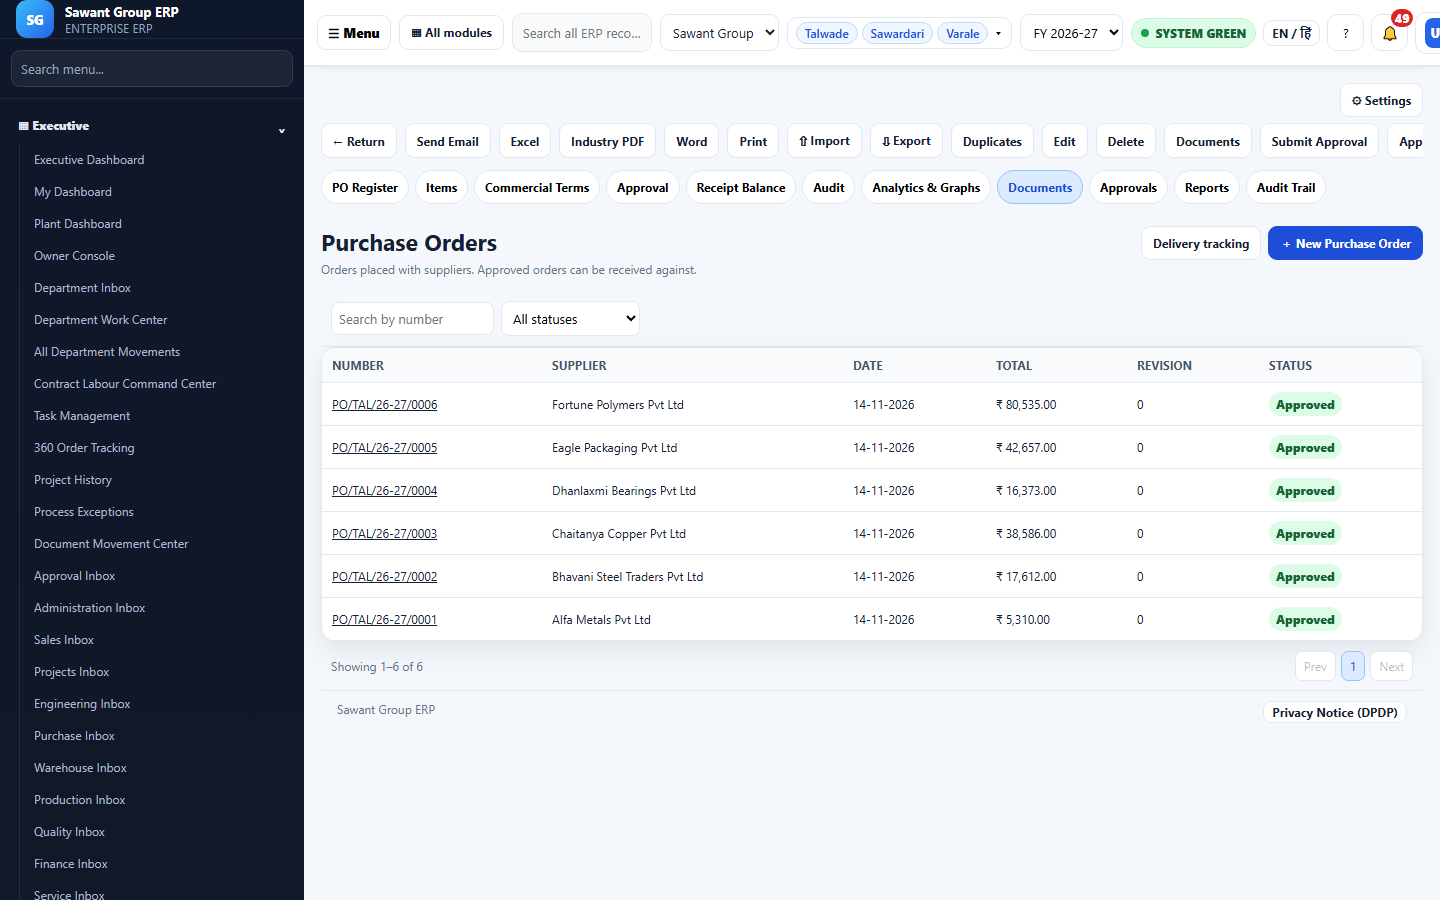 SG
Sawant Group ERP
ENTERPRISE ERP
Search menu...
Executive
Executive Dashboard
My Dashboard
Plant Dashboard
Owner Console
Department Inbox
Department Work Center
All Department Movements
Contract Labour Command Center
Task Management
360 Order Tracking
Project History
Process Exceptions
Document Movement Center
Approval Inbox
Administration Inbox
Sales Inbox
Projects Inbox
Engineering Inbox
Purchase Inbox
Warehouse Inbox
Production Inbox
Quality Inbox
Finance Inbox
Service Inbox
☰ Menu All modules Search all ERP reco... Sawant Group Talwade Sawardari Varale FY 2026-27 SYSTEM GREEN EN / हिं ? 49 U
⚙ Settings
← Return Send Email Excel Industry PDF Word Print ⇧ Import ⇩ Export Duplicates Edit Delete Documents Submit Approval App
PO Register Items Commercial Terms Approval Receipt Balance Audit Analytics & Graphs Documents Approvals Reports Audit Trail
Purchase Orders
Delivery tracking + New Purchase Order
Orders placed with suppliers. Approved orders can be received against.
Search by number All statuses
NUMBER SUPPLIER DATE TOTAL REVISION STATUS
PO/TAL/26-27/0006 Fortune Polymers Pvt Ltd 14-11-2026 ₹ 80,535.00 0 Approved
PO/TAL/26-27/0005 Eagle Packaging Pvt Ltd 14-11-2026 ₹ 42,657.00 0 Approved
PO/TAL/26-27/0004 Dhanlaxmi Bearings Pvt Ltd 14-11-2026 ₹ 16,373.00 0 Approved
PO/TAL/26-27/0003 Chaitanya Copper Pvt Ltd 14-11-2026 ₹ 38,586.00 0 Approved
PO/TAL/26-27/0002 Bhavani Steel Traders Pvt Ltd 14-11-2026 ₹ 17,612.00 0 Approved
PO/TAL/26-27/0001 Alfa Metals Pvt Ltd 14-11-2026 ₹ 5,310.00 0 Approved
Showing 1–6 of 6 Prev 1 Next
Sawant Group ERP Privacy Notice (DPDP)